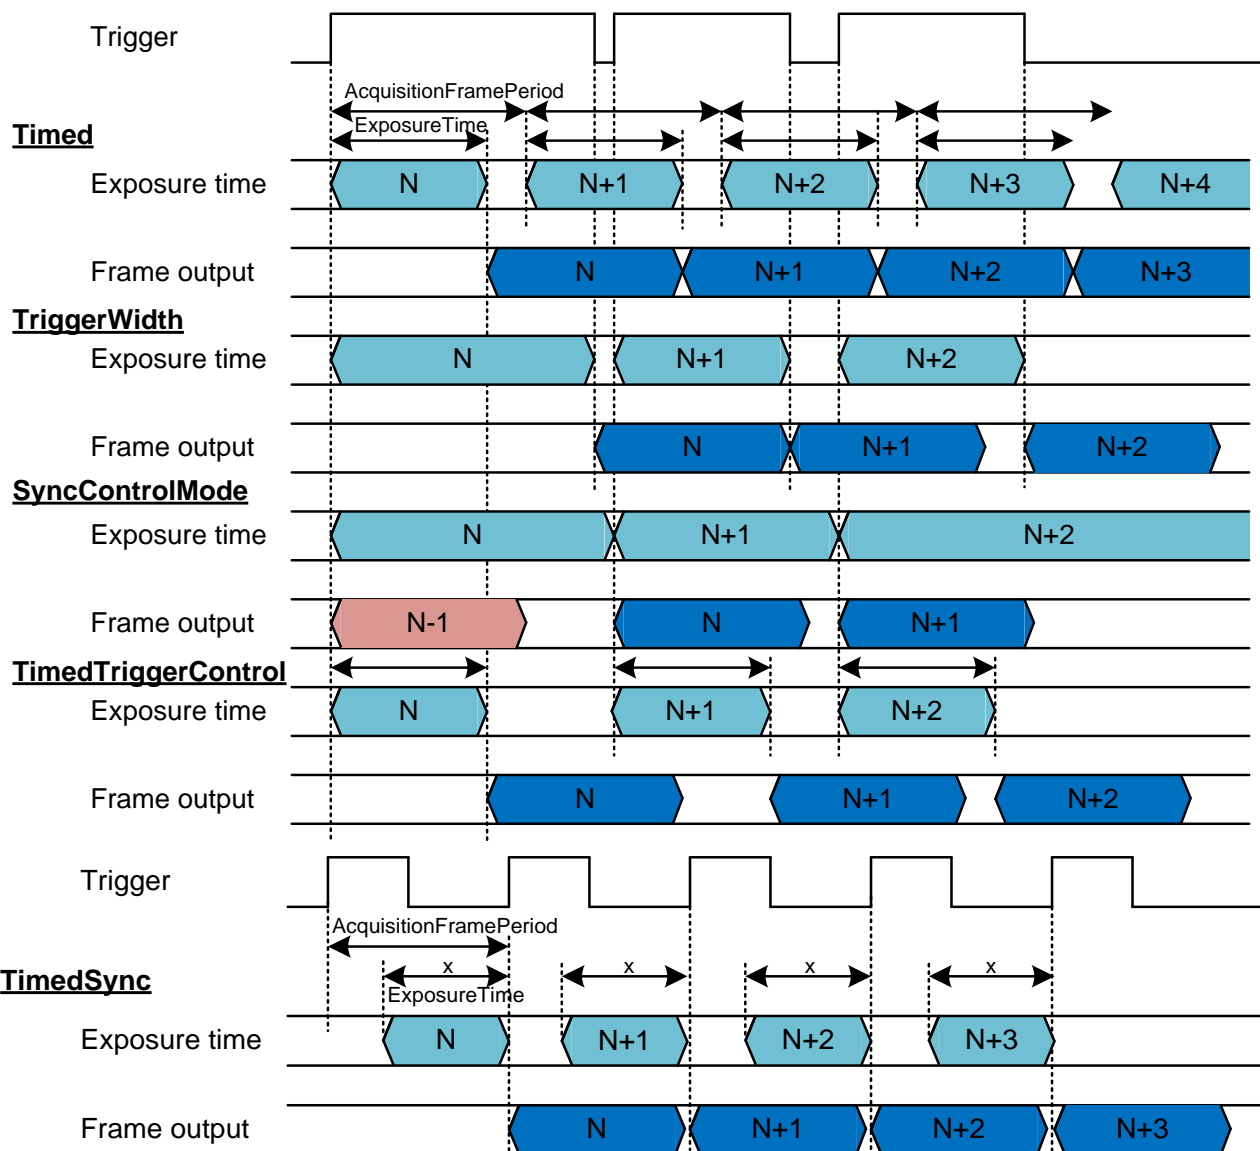 Trigger
AcquisitionFramePeriod
Timed
ExposureTime
Exposure time N N+1 N+2 N+3 N+4
Frame output N N+1 N+2 N+3
TriggerWidth
Exposure time N N+1 N+2
Frame output N N+1 N+2
SyncControlMode
Exposure time N N+1 N+2
Frame output N-1 N N+1
TimedTriggerControl
Exposure time N N+1 N+2
Frame output N N+1 N+2
Trigger
AcquisitionFramePeriod
x x x x
TimedSync
ExposureTime
Exposure time N N+1 N+2 N+3
Frame output N N+1 N+2 N+3